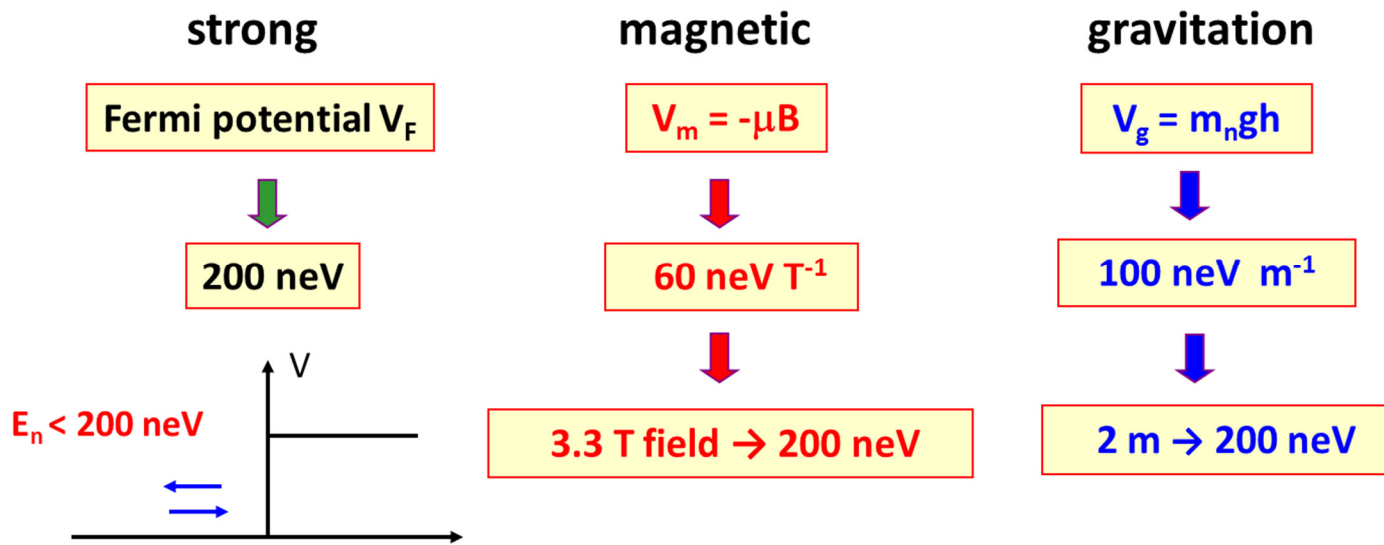 strong
magnetic
gravitation
Fermi potential V_F
V_m = -μB
V_g = m_ngh
200 neV
60 neV T⁻¹
100 neV m⁻¹
V
E_n < 200 neV
3.3 T field → 200 neV
2 m → 200 neV